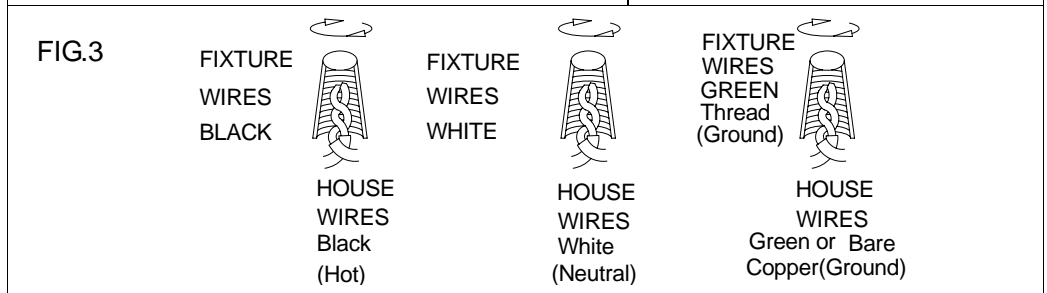 FIG.3
FIXTURE
WIRES
BLACK
HOUSE
WIRES
Black
(Hot)
FIXTURE
WIRES
WHITE
HOUSE
WIRES
White
(Neutral)
FIXTURE
WIRES
GREEN
Thread
(Ground)
HOUSE
WIRES
Green or Bare
Copper(Ground)